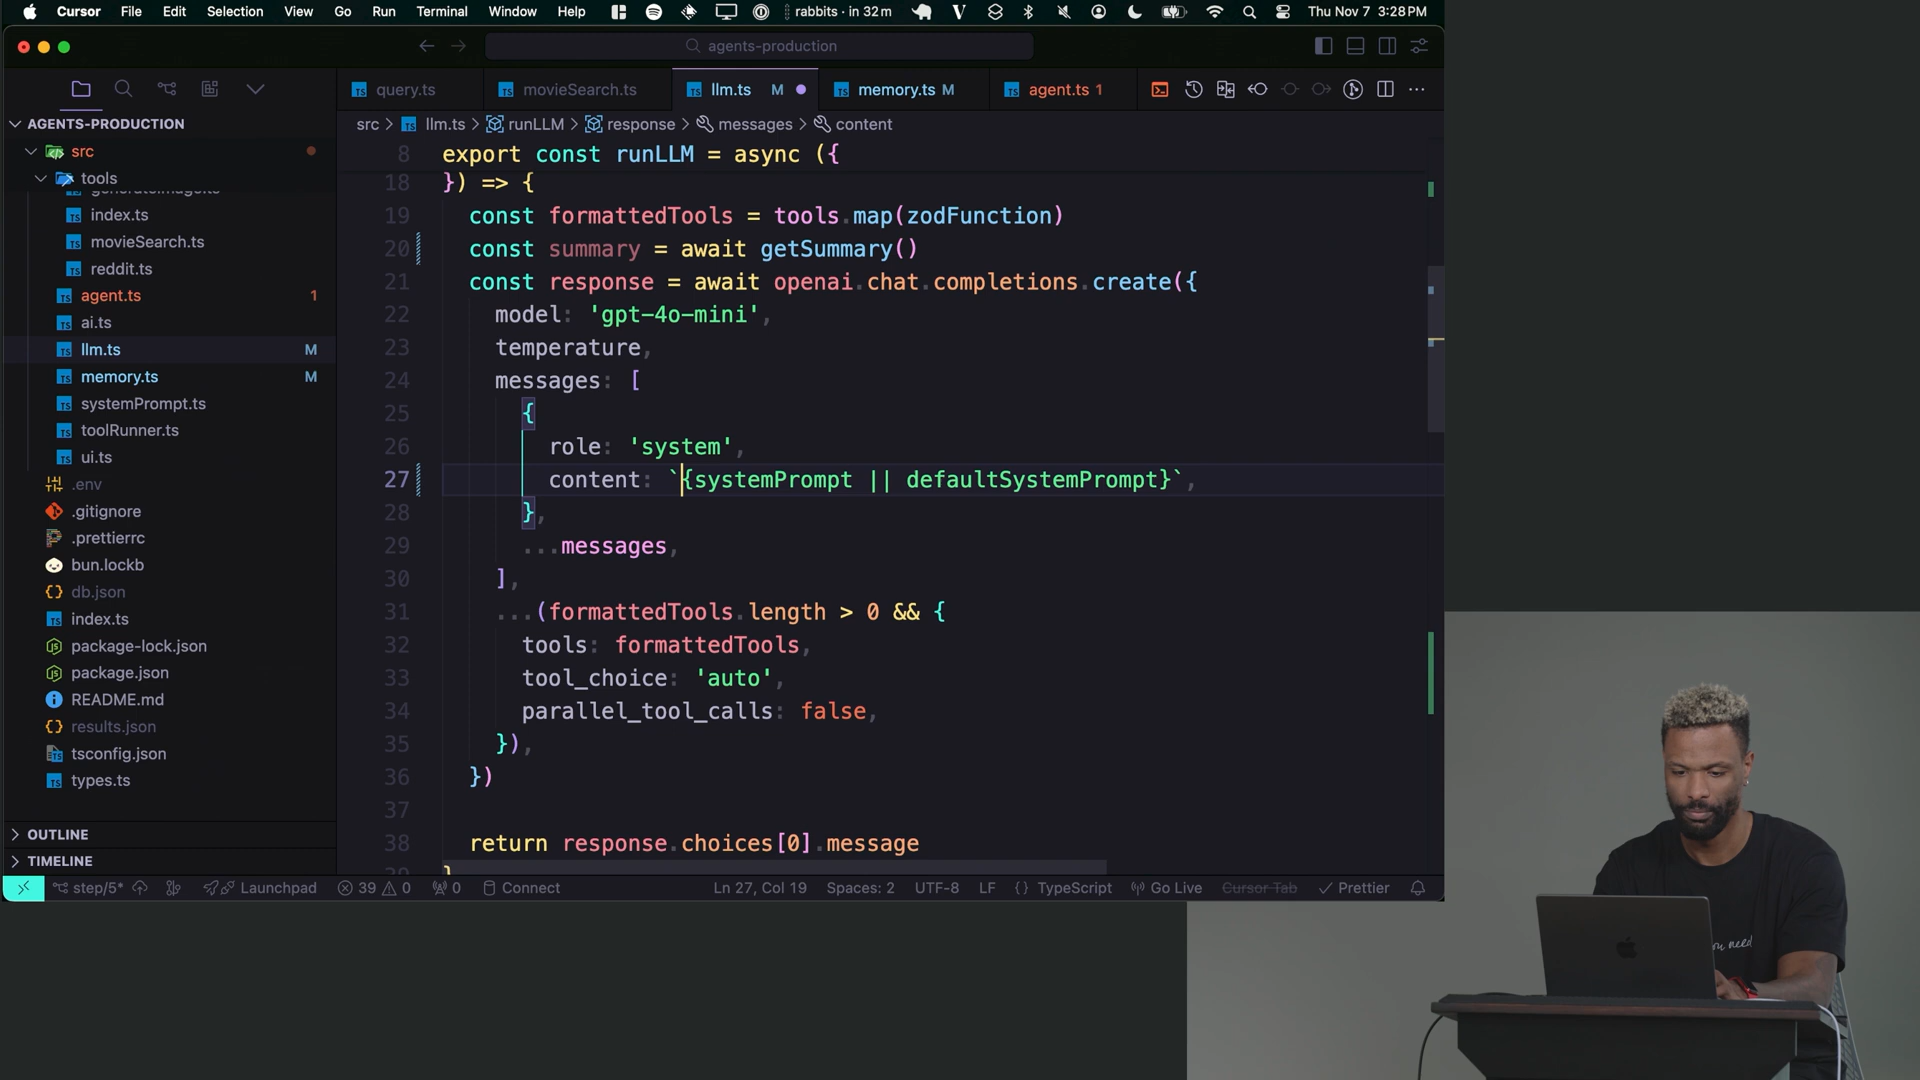 Cursor File Edit Selection View Go Run Terminal Window Help rabbits · in 32 m Thu Nov 7 3:28 PM
agents-production
query.ts movieSearch.ts llm.ts M memory.ts M agent.ts 1
AGENTS-PRODUCTION
src
tools
generateImage.ts
index.ts
movieSearch.ts
reddit.ts
agent.ts 1
ai.ts
llm.ts M
memory.ts M
systemPrompt.ts
toolRunner.ts
ui.ts
.env
.gitignore
.prettierrc
bun.lockb
db.json
index.ts
package-lock.json
package.json
README.md
results.json
tsconfig.json
types.ts
OUTLINE
TIMELINE
src > llm.ts > runLLM > response > messages > content
8 export const runLLM = async ({
18 }) => {
19 const formattedTools = tools.map(zodFunction)
20 const summary = await getSummary()
21 const response = await openai.chat.completions.create({
22 model: 'gpt-4o-mini',
23 temperature,
24 messages: [
25 {
26 role: 'system',
27 content: `{systemPrompt || defaultSystemPrompt}`,
28 },
29 ...messages,
30 ],
31 ...(formattedTools.length > 0 && {
32 tools: formattedTools,
33 tool_choice: 'auto',
34 parallel_tool_calls: false,
35 }),
36 })
37
38 return response.choices[0].message
39 }
step/5* Launchpad 39 0 0 Connect Ln 27, Col 19 Spaces: 2 UTF-8 LF {} TypeScript Go Live Cursor Tab Prettier
you need